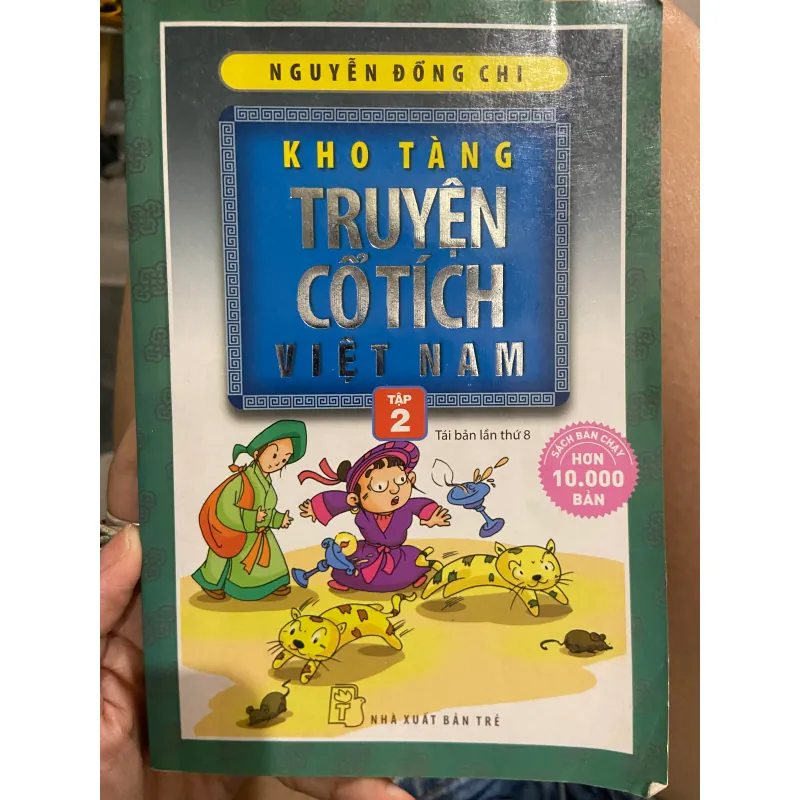 NGUYỄN ĐỔNG CHI
KHO TÀNG
TRUYỆN
CỔ TÍCH
VIỆT NAM
TẬP
2
Tái bản lần thứ 8
SÁCH BÁN CHẠY
HƠN
10.000
BẢN
NHÀ XUẤT BẢN TRẺ